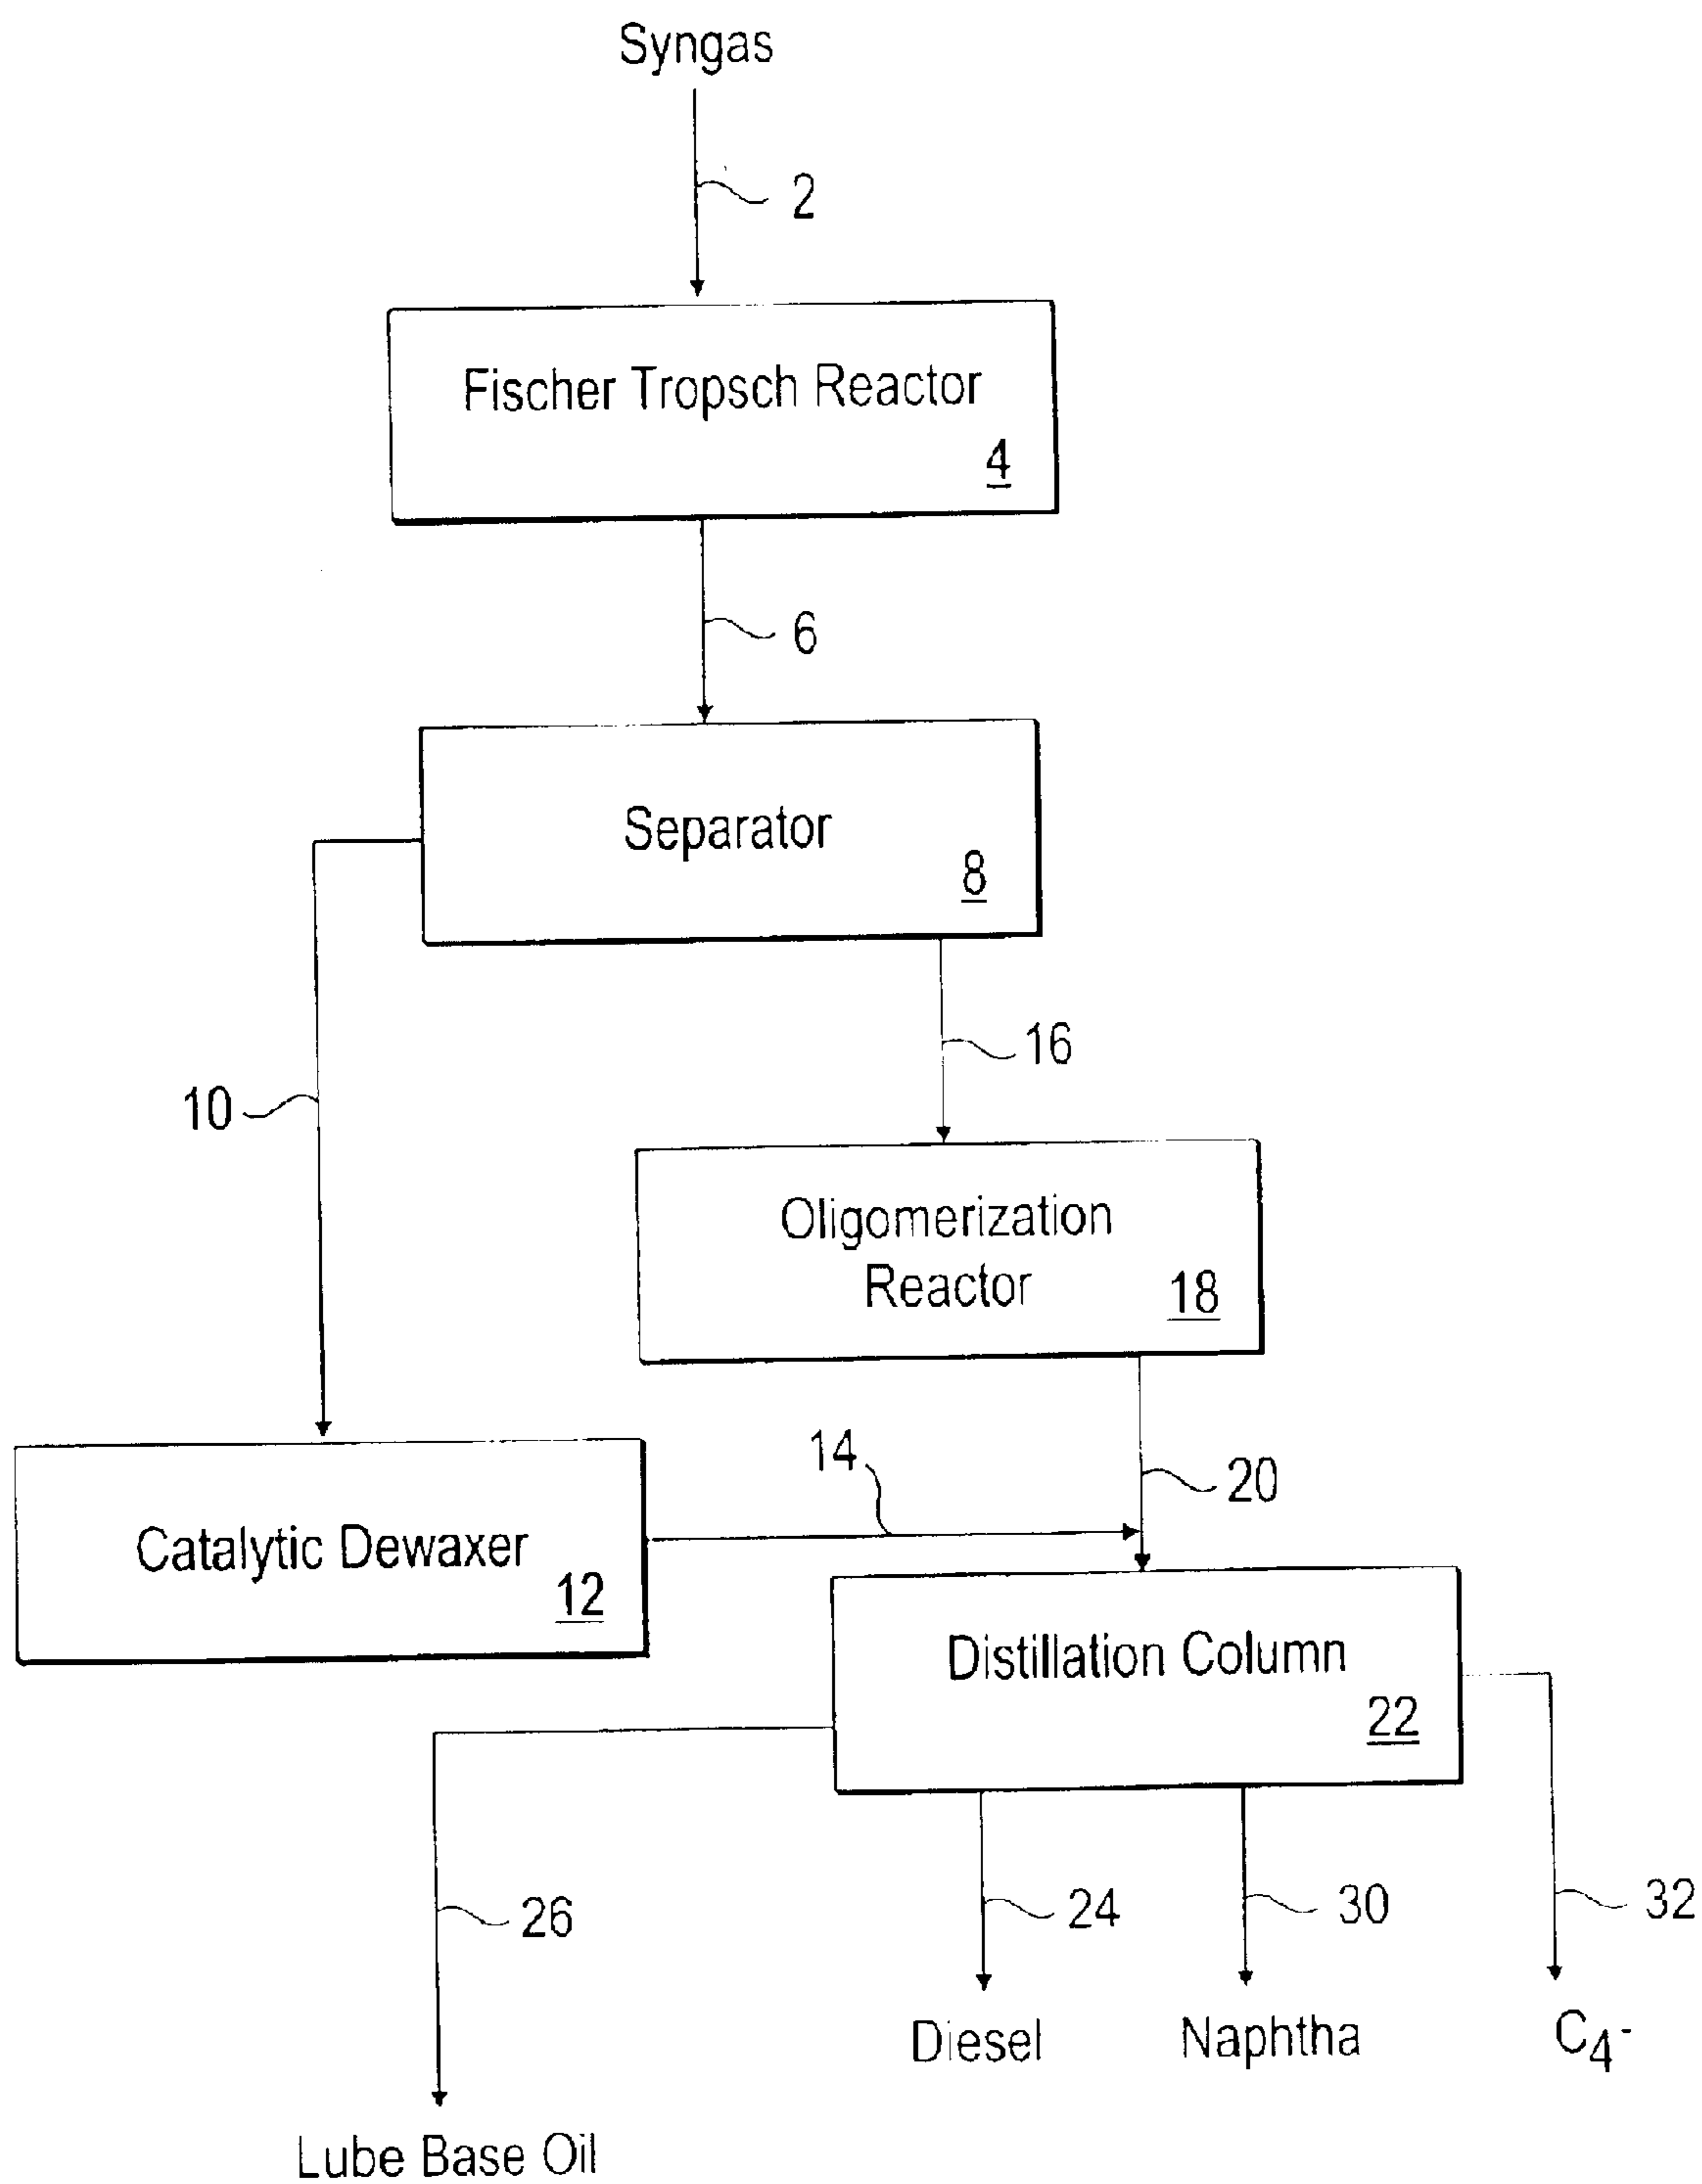 Syngas
2
Fischer Tropsch Reactor
4
6
Separator
8
16
10
Oligomerization
Reactor
18
14
20
Catalytic Dewaxer
12
Distillation Column
22
26
24
30
32
Diesel
Naphtha
C4-
Lube Base Oil